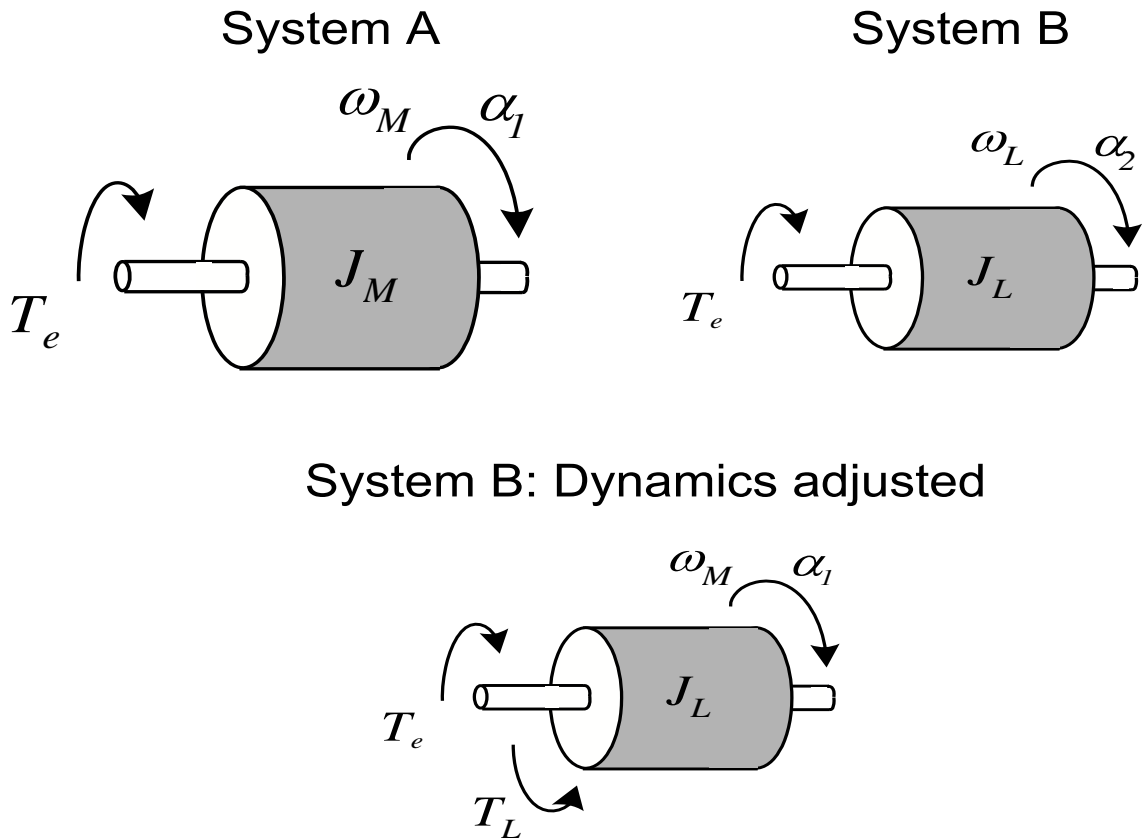 System A
System B
ω_M α_1
ω_L α_2
J_M
J_L
T_e
T_e
System B: Dynamics adjusted
ω_M α_1
J_L
T_e
T_L